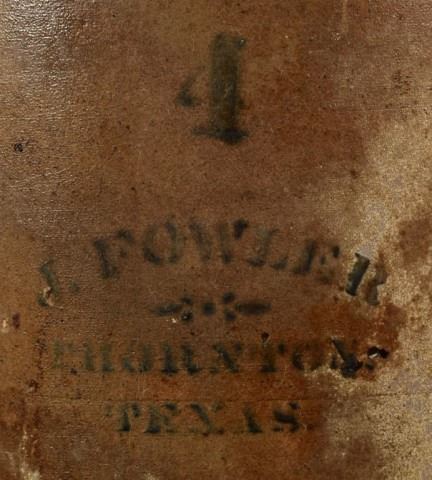 4
J. FOWLER
THORNTON,
TEXAS.